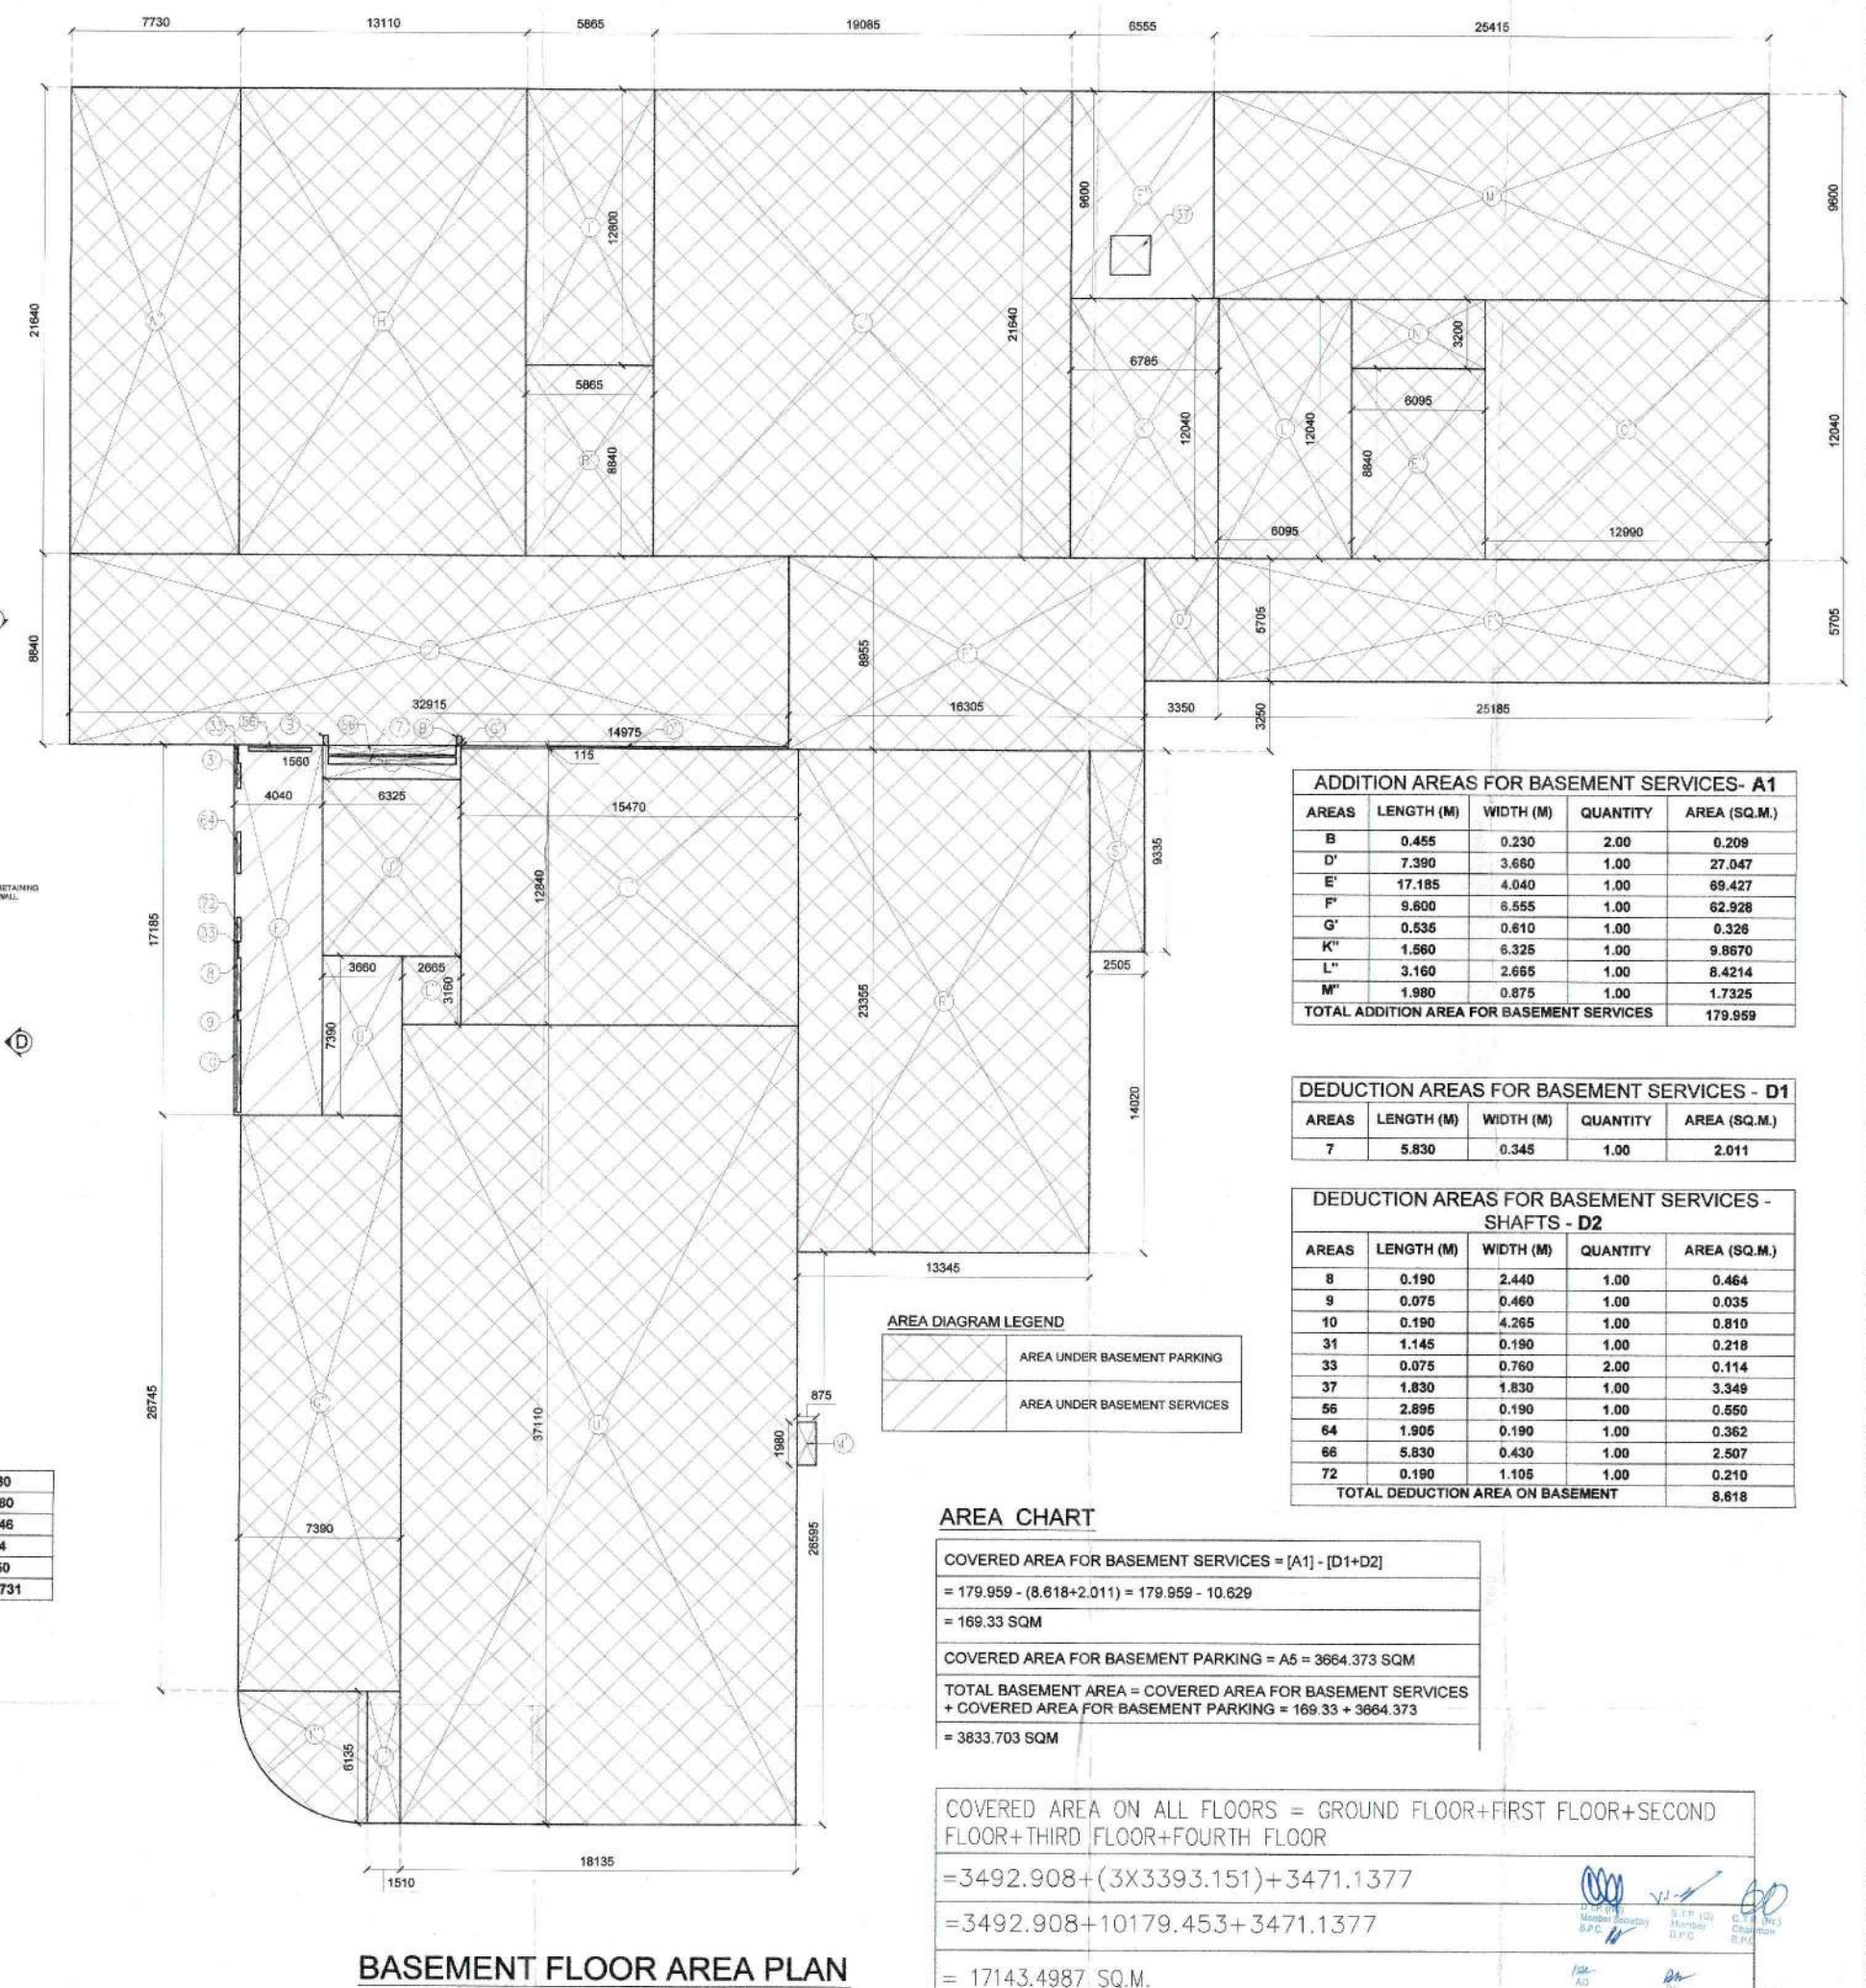 7730 13110 5865 19085 6555 25415
21640
12800
9600
37
M
9600
A"
H'
I'
21640
6785
N'
3200
5865
6095
12040
12040
12040
8840
8840
6095
12990
8840
8955
5705
5705
32915
16305
3350
3250
25185
33 56 66 7 B G'
14975
115
1560
4040 6325
15470
64
J"
9335
12840
RETAINING
WALL
17185
72
33
8
3660 2665
3160
L"
2505
23355
9
7390
D
14020
13345
26745
37110
875
1980
7390
26595
6135
18135
1510
ADDITION AREAS FOR BASEMENT SERVICES- A1
AREAS LENGTH (M) WIDTH (M) QUANTITY AREA (SQ.M.)
B 0.455 0.230 2.00 0.209
D' 7.390 3.660 1.00 27.047
E' 17.185 4.040 1.00 69.427
F' 9.600 6.555 1.00 62.928
G' 0.535 0.610 1.00 0.326
K" 1.560 6.325 1.00 9.8670
L" 3.160 2.665 1.00 8.4214
M" 1.980 0.875 1.00 1.7325
TOTAL ADDITION AREA FOR BASEMENT SERVICES 179.959
DEDUCTION AREAS FOR BASEMENT SERVICES - D1
AREAS LENGTH (M) WIDTH (M) QUANTITY AREA (SQ.M.)
7 5.830 0.345 1.00 2.011
DEDUCTION AREAS FOR BASEMENT SERVICES -
SHAFTS - D2
AREAS LENGTH (M) WIDTH (M) QUANTITY AREA (SQ.M.)
8 0.190 2.440 1.00 0.464
9 0.075 0.460 1.00 0.035
10 0.190 4.265 1.00 0.810
31 1.145 0.190 1.00 0.218
33 0.075 0.760 2.00 0.114
37 1.830 1.830 1.00 3.349
56 2.895 0.190 1.00 0.550
64 1.905 0.190 1.00 0.362
66 5.830 0.430 1.00 2.507
72 0.190 1.105 1.00 0.210
TOTAL DEDUCTION AREA ON BASEMENT 8.618
AREA DIAGRAM LEGEND
AREA UNDER BASEMENT PARKING
AREA UNDER BASEMENT SERVICES
AREA CHART
COVERED AREA FOR BASEMENT SERVICES = [A1] - [D1+D2]
= 179.959 - (8.618+2.011) = 179.959 - 10.629
= 169.33 SQM
COVERED AREA FOR BASEMENT PARKING = A5 = 3664.373 SQM
TOTAL BASEMENT AREA = COVERED AREA FOR BASEMENT SERVICES
+ COVERED AREA FOR BASEMENT PARKING = 169.33 + 3664.373
= 3833.703 SQM
COVERED AREA ON ALL FLOORS = GROUND FLOOR+FIRST FLOOR+SECOND
FLOOR+THIRD FLOOR+FOURTH FLOOR
=3492.908+(3X3393.151)+3471.1377
=3492.908+10179.453+3471.1377
= 17143.4987 SQ.M.
Member Secretary
B.P.C.
Member
B.P.C
Chairman
B.P.C
BASEMENT FLOOR AREA PLAN